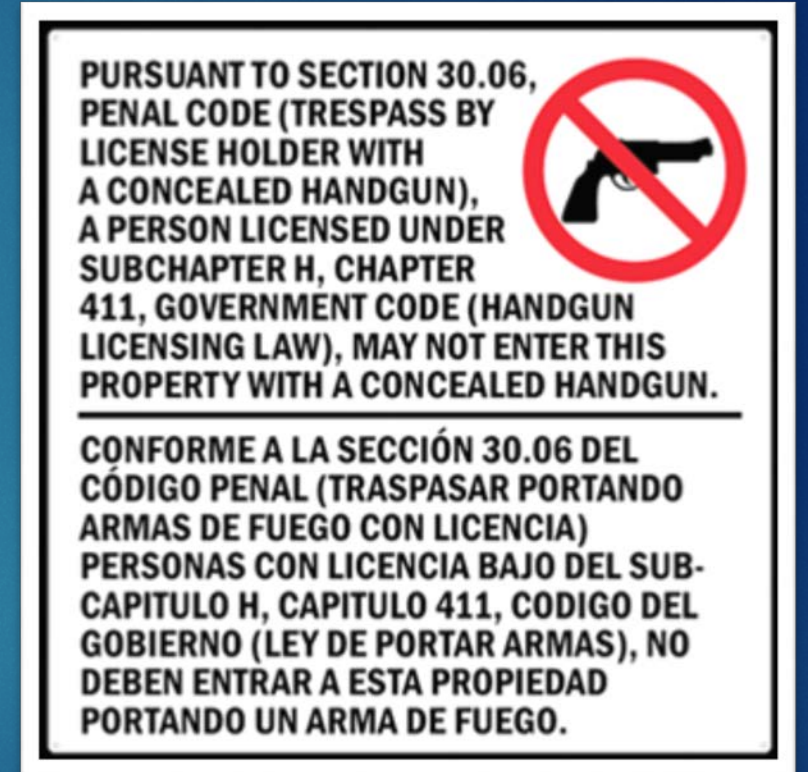 PURSUANT TO SECTION 30.06,
PENAL CODE (TRESPASS BY
LICENSE HOLDER WITH
A CONCEALED HANDGUN),
A PERSON LICENSED UNDER
SUBCHAPTER H, CHAPTER
411, GOVERNMENT CODE (HANDGUN
LICENSING LAW), MAY NOT ENTER THIS
PROPERTY WITH A CONCEALED HANDGUN.
CONFORME A LA SECCIÓN 30.06 DEL
CÓDIGO PENAL (TRASPASAR PORTANDO
ARMAS DE FUEGO CON LICENCIA)
PERSONAS CON LICENCIA BAJO DEL SUB-
CAPITULO H, CAPITULO 411, CODIGO DEL
GOBIERNO (LEY DE PORTAR ARMAS), NO
DEBEN ENTRAR A ESTA PROPIEDAD
PORTANDO UN ARMA DE FUEGO.